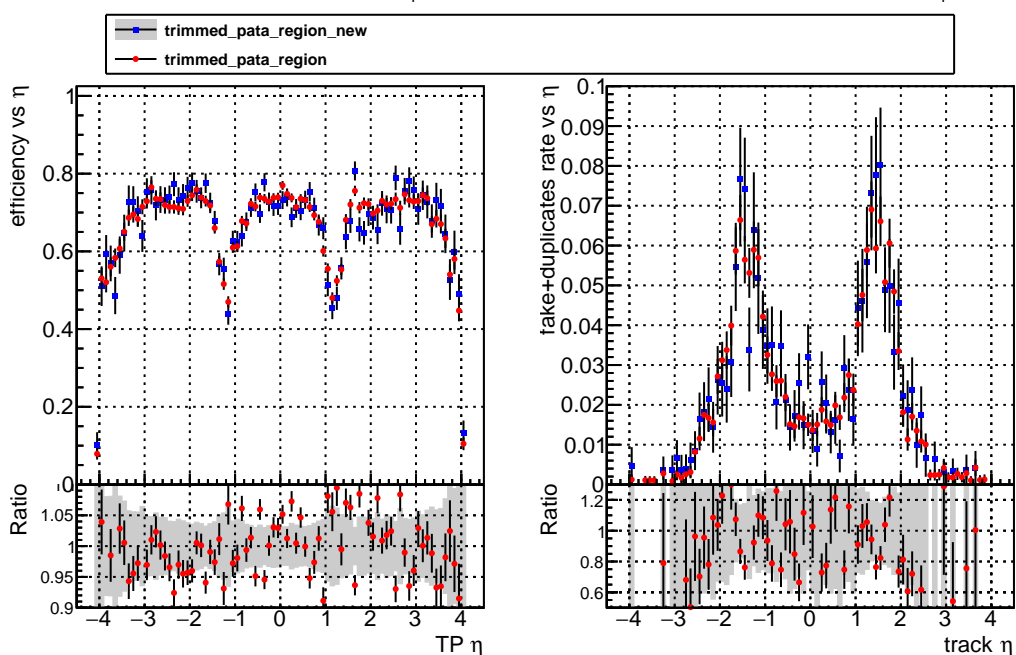 trimmed_pata_region_new
trimmed_pata_region
efficiency vs η
1
0.8
0.6
0.4
0.2
0
Ratio
1.05
1
0.95
0.9
−4 −3 −2 −1 0 1 2 3 4
TP η
fake+duplicates rate vs η
0.1
0.09
0.08
0.07
0.06
0.05
0.04
0.03
0.02
0.01
0
Ratio
1.2
1
0.8
0.6
−4 −3 −2 −1 0 1 2 3 4
track η